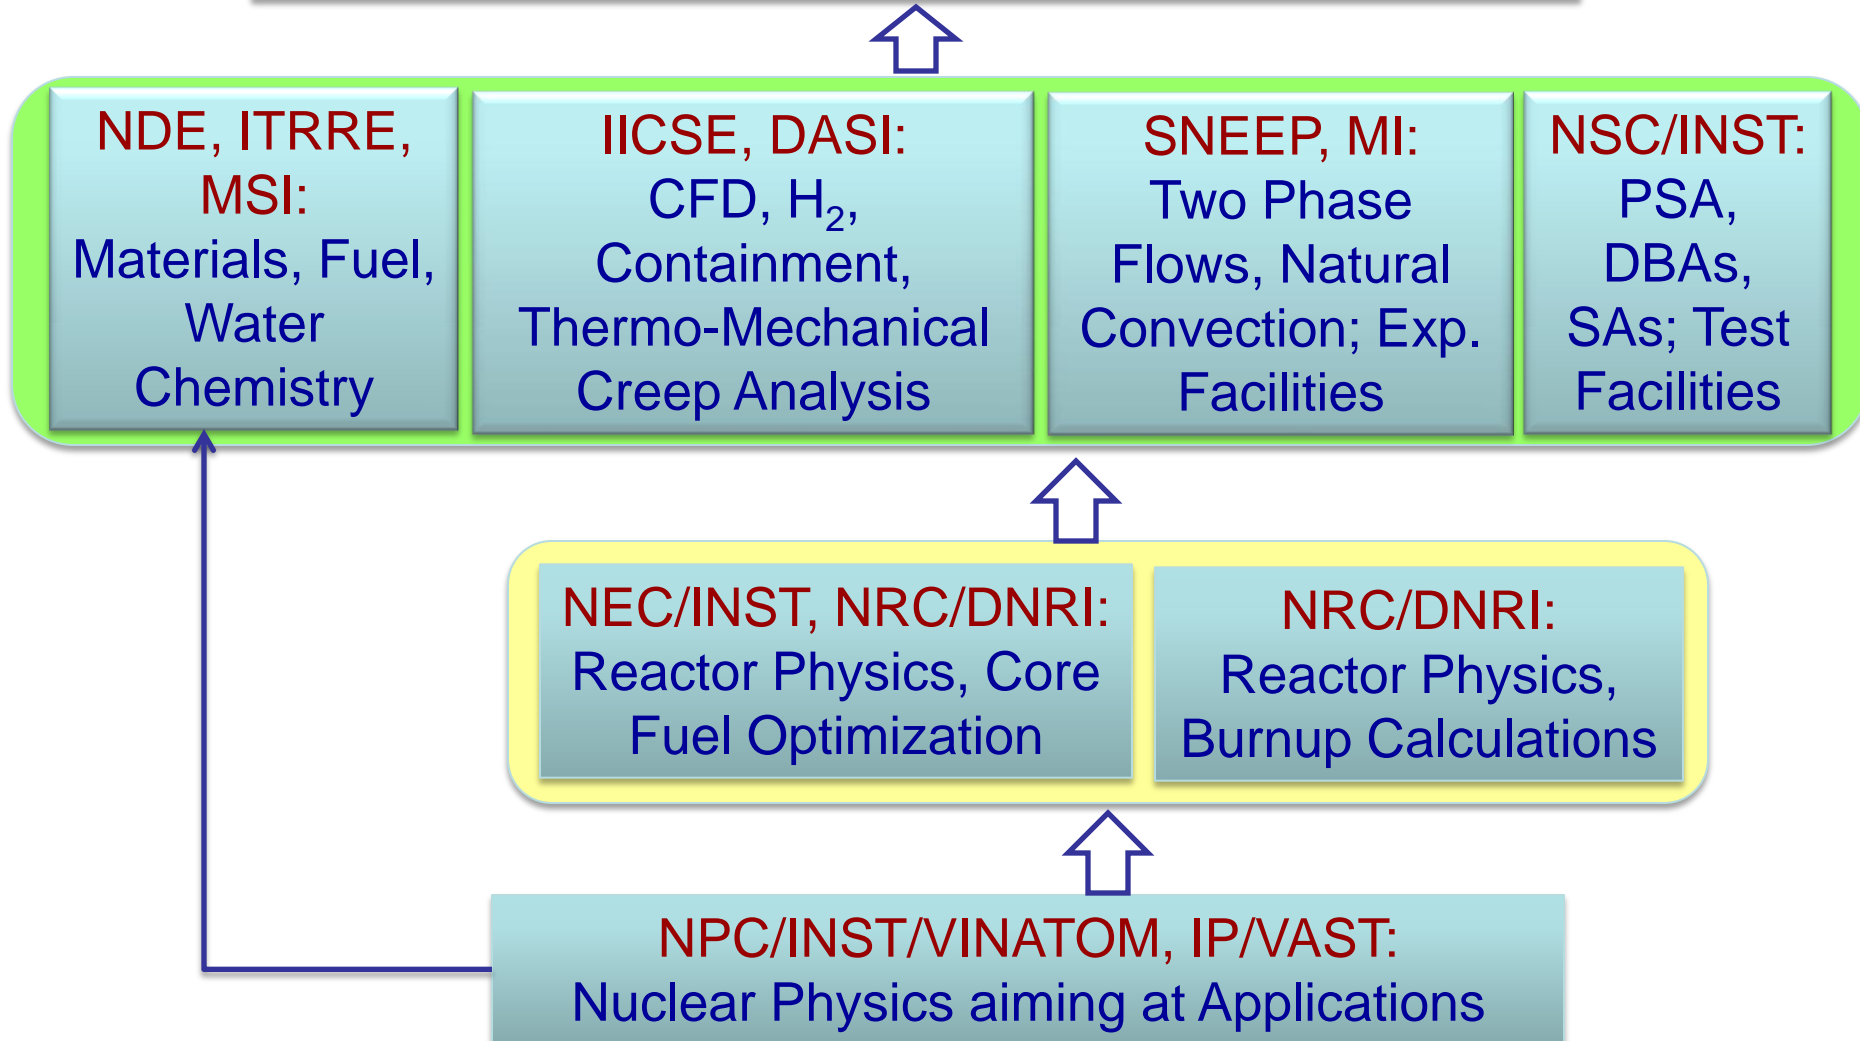 NDE, ITRRE,
MSI:
Materials, Fuel,
Water
Chemistry
IICSE, DASI:
CFD, H₂,
Containment,
Thermo-Mechanical
Creep Analysis
SNEEP, MI:
Two Phase
Flows, Natural
Convection; Exp.
Facilities
NSC/INST:
PSA,
DBAs,
SAs; Test
Facilities
NEC/INST, NRC/DNRI:
Reactor Physics, Core
Fuel Optimization
NRC/DNRI:
Reactor Physics,
Burnup Calculations
NPC/INST/VINATOM, IP/VAST:
Nuclear Physics aiming at Applications